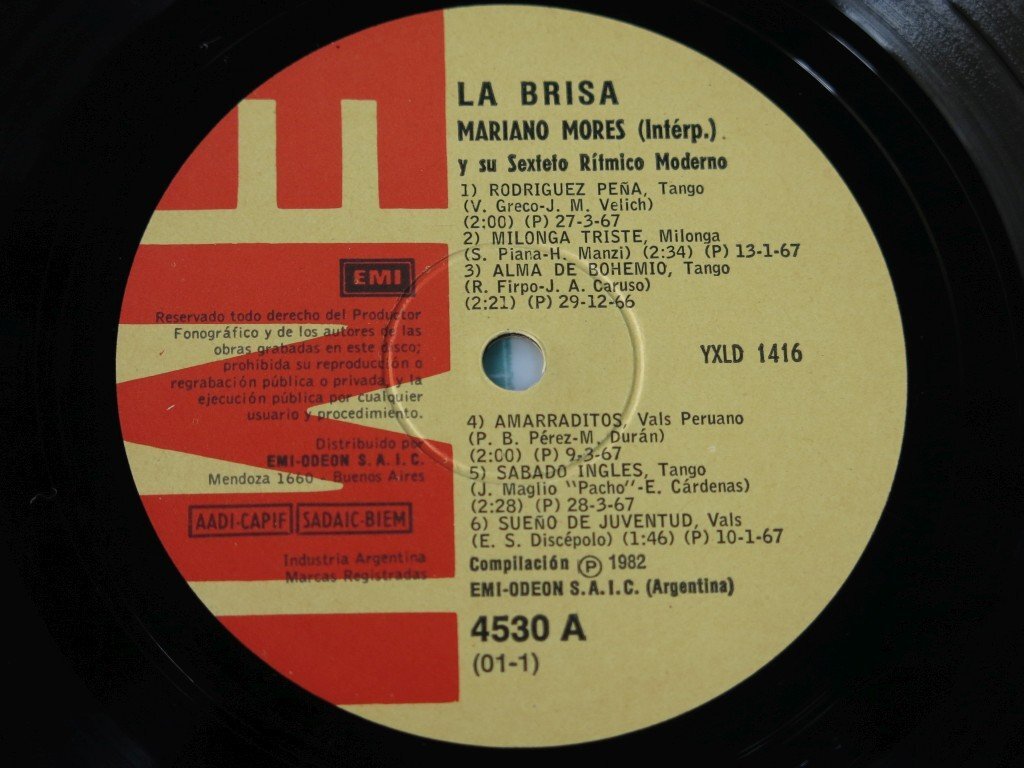 LA BRISA
MARIANO MORES (Intérp.)
y su Sexteto Rítmico Moderno
1) RODRIGUEZ PEÑA, Tango
(V. Greco-J. M. Velich)
(2:00) (P) 27-3-67
2) MILONGA TRISTE, Milonga
(S. Piana-H. Manzi) (2:34) (P) 13-1-67
3) ALMA DE BOHEMIO, Tango
(R. Firpo-J. A. Caruso)
(2:21) (P) 29-12-66
EMI
EMI
Reservado todo derecho del Productor
Fonográfico y de los autores de las
obras grabadas en este disco;
prohibida su reproducción o
regrabación pública o privada, y la
ejecución pública por cualquier
usuario y procedimiento.
Distribuido por
EMI-ODEON S.A.I.C.
Mendoza 1660 - Buenos Aires
AADI-CAPIF SADAIC-BIEM
Industria Argentina
Marcas Registradas
YXLD 1416
4) AMARRADITOS, Vals Peruano
(P. B. Pérez-M. Durán)
(2:00) (P) 9-3-67
5) SABADO INGLES, Tango
(J. Maglio "Pacho"-E. Cárdenas)
(2:28) (P) 28-3-67
6) SUEÑO DE JUVENTUD, Vals
(E. S. Discépolo) (1:46) (P) 10-1-67
Compilación Ⓟ 1982
EMI-ODEON S.A.I.C. (Argentina)
4530 A
(01-1)